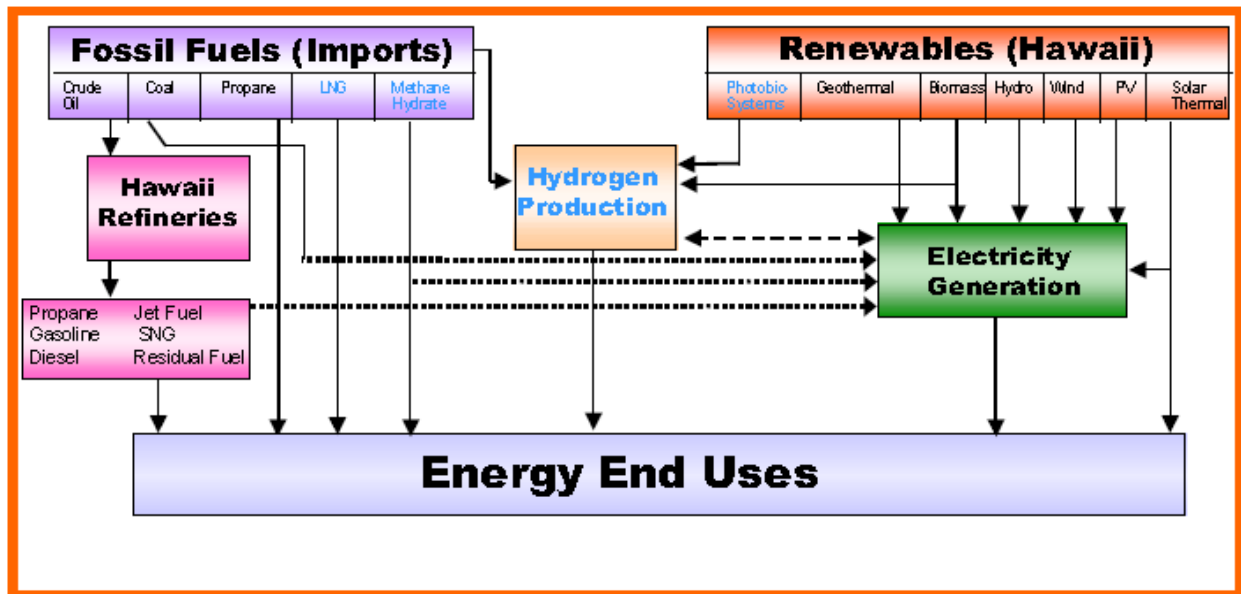 Fossil Fuels (Imports)
Crude
Oil
Coal
Propane
LNG
Methane
Hydrate
Renewables (Hawaii)
Photobio
Systems
Geothermal
Biomass
Hydro
Wind
PV
Solar
Thermal
Hawaii
Refineries
Hydrogen
Production
Electricity
Generation
Propane Jet Fuel
Gasoline SNG
Diesel Residual Fuel
Energy End Uses